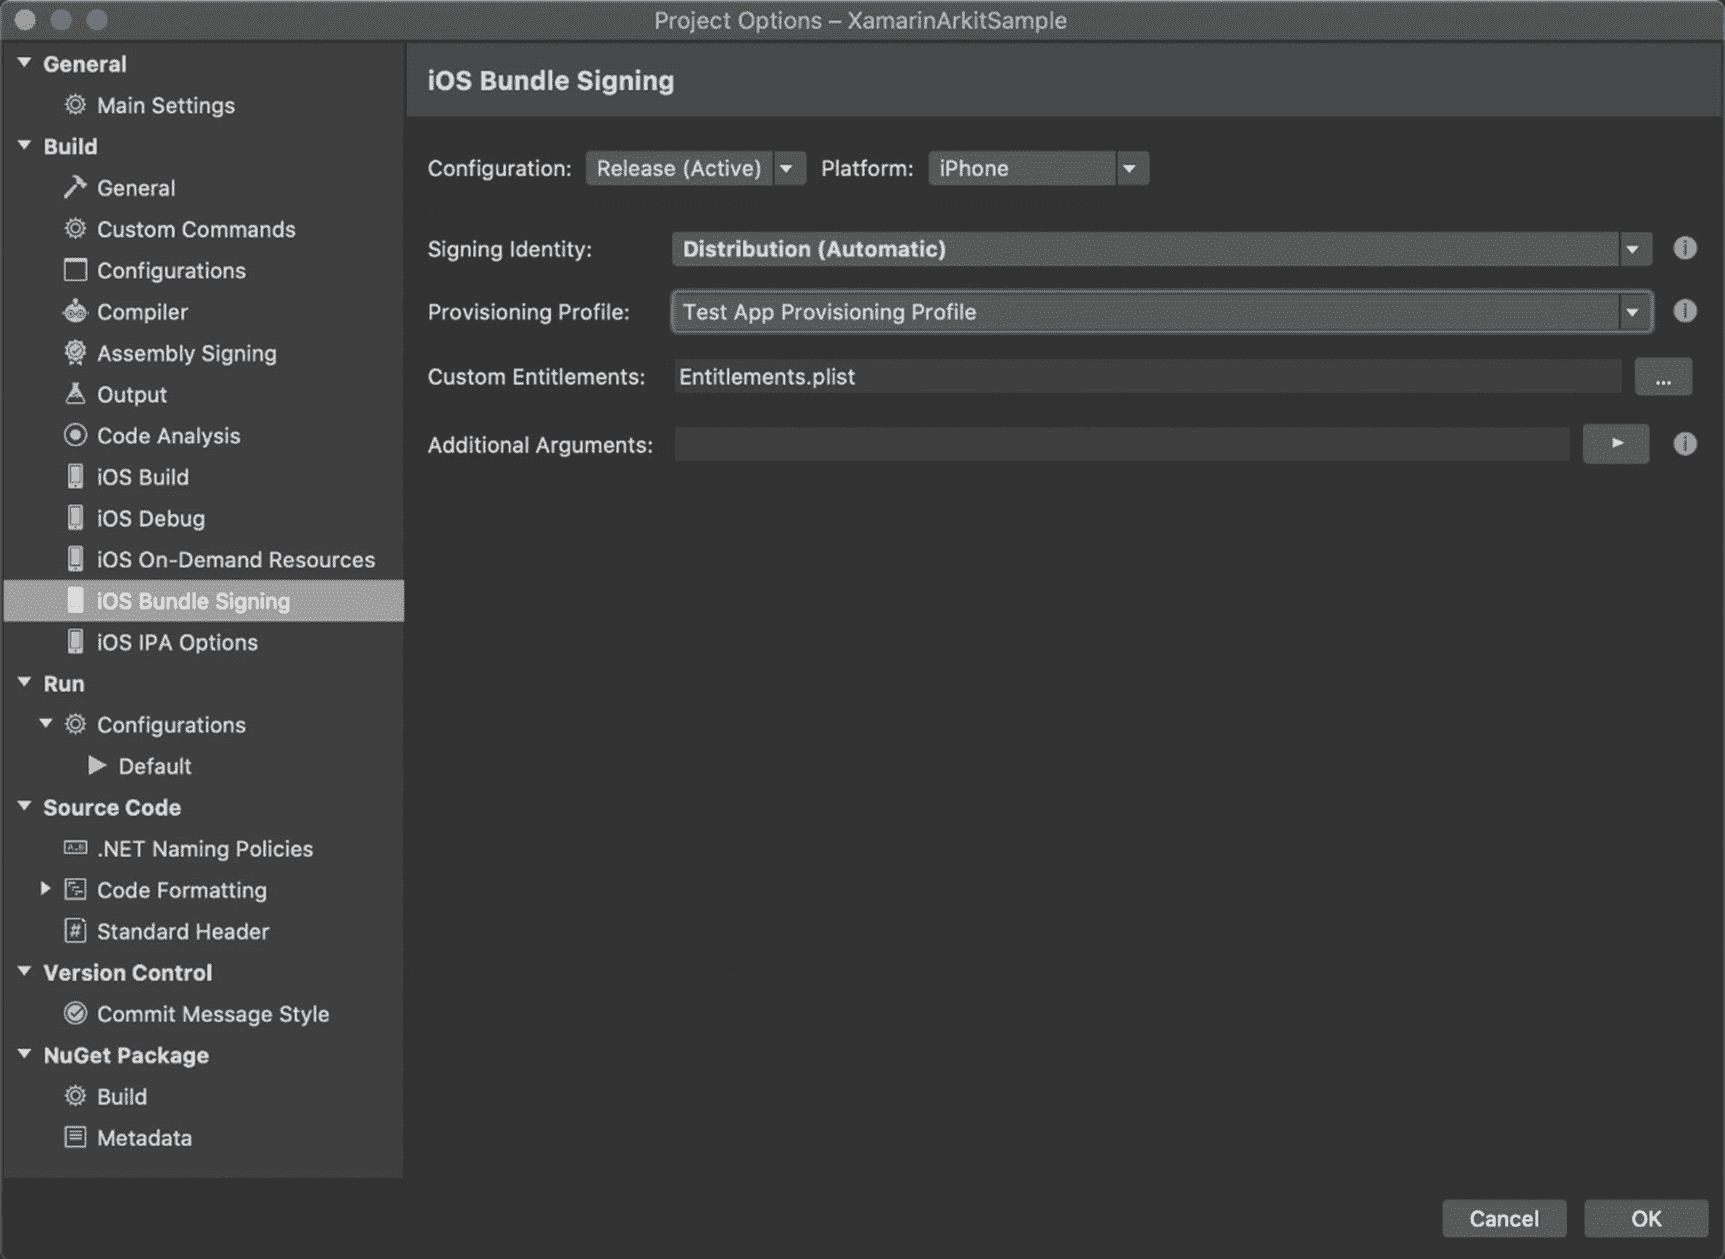 Project Options – XamarinArkitSample
General
Main Settings
Build
General
Custom Commands
Configurations
Compiler
Assembly Signing
Output
Code Analysis
iOS Build
iOS Debug
iOS On-Demand Resources
iOS Bundle Signing
iOS IPA Options
Run
Configurations
Default
Source Code
.NET Naming Policies
Code Formatting
Standard Header
Version Control
Commit Message Style
NuGet Package
Build
Metadata
iOS Bundle Signing
Configuration: Release (Active) Platform: iPhone
Signing Identity: Distribution (Automatic)
Provisioning Profile: Test App Provisioning Profile
Custom Entitlements: Entitlements.plist ...
Additional Arguments:
Cancel OK